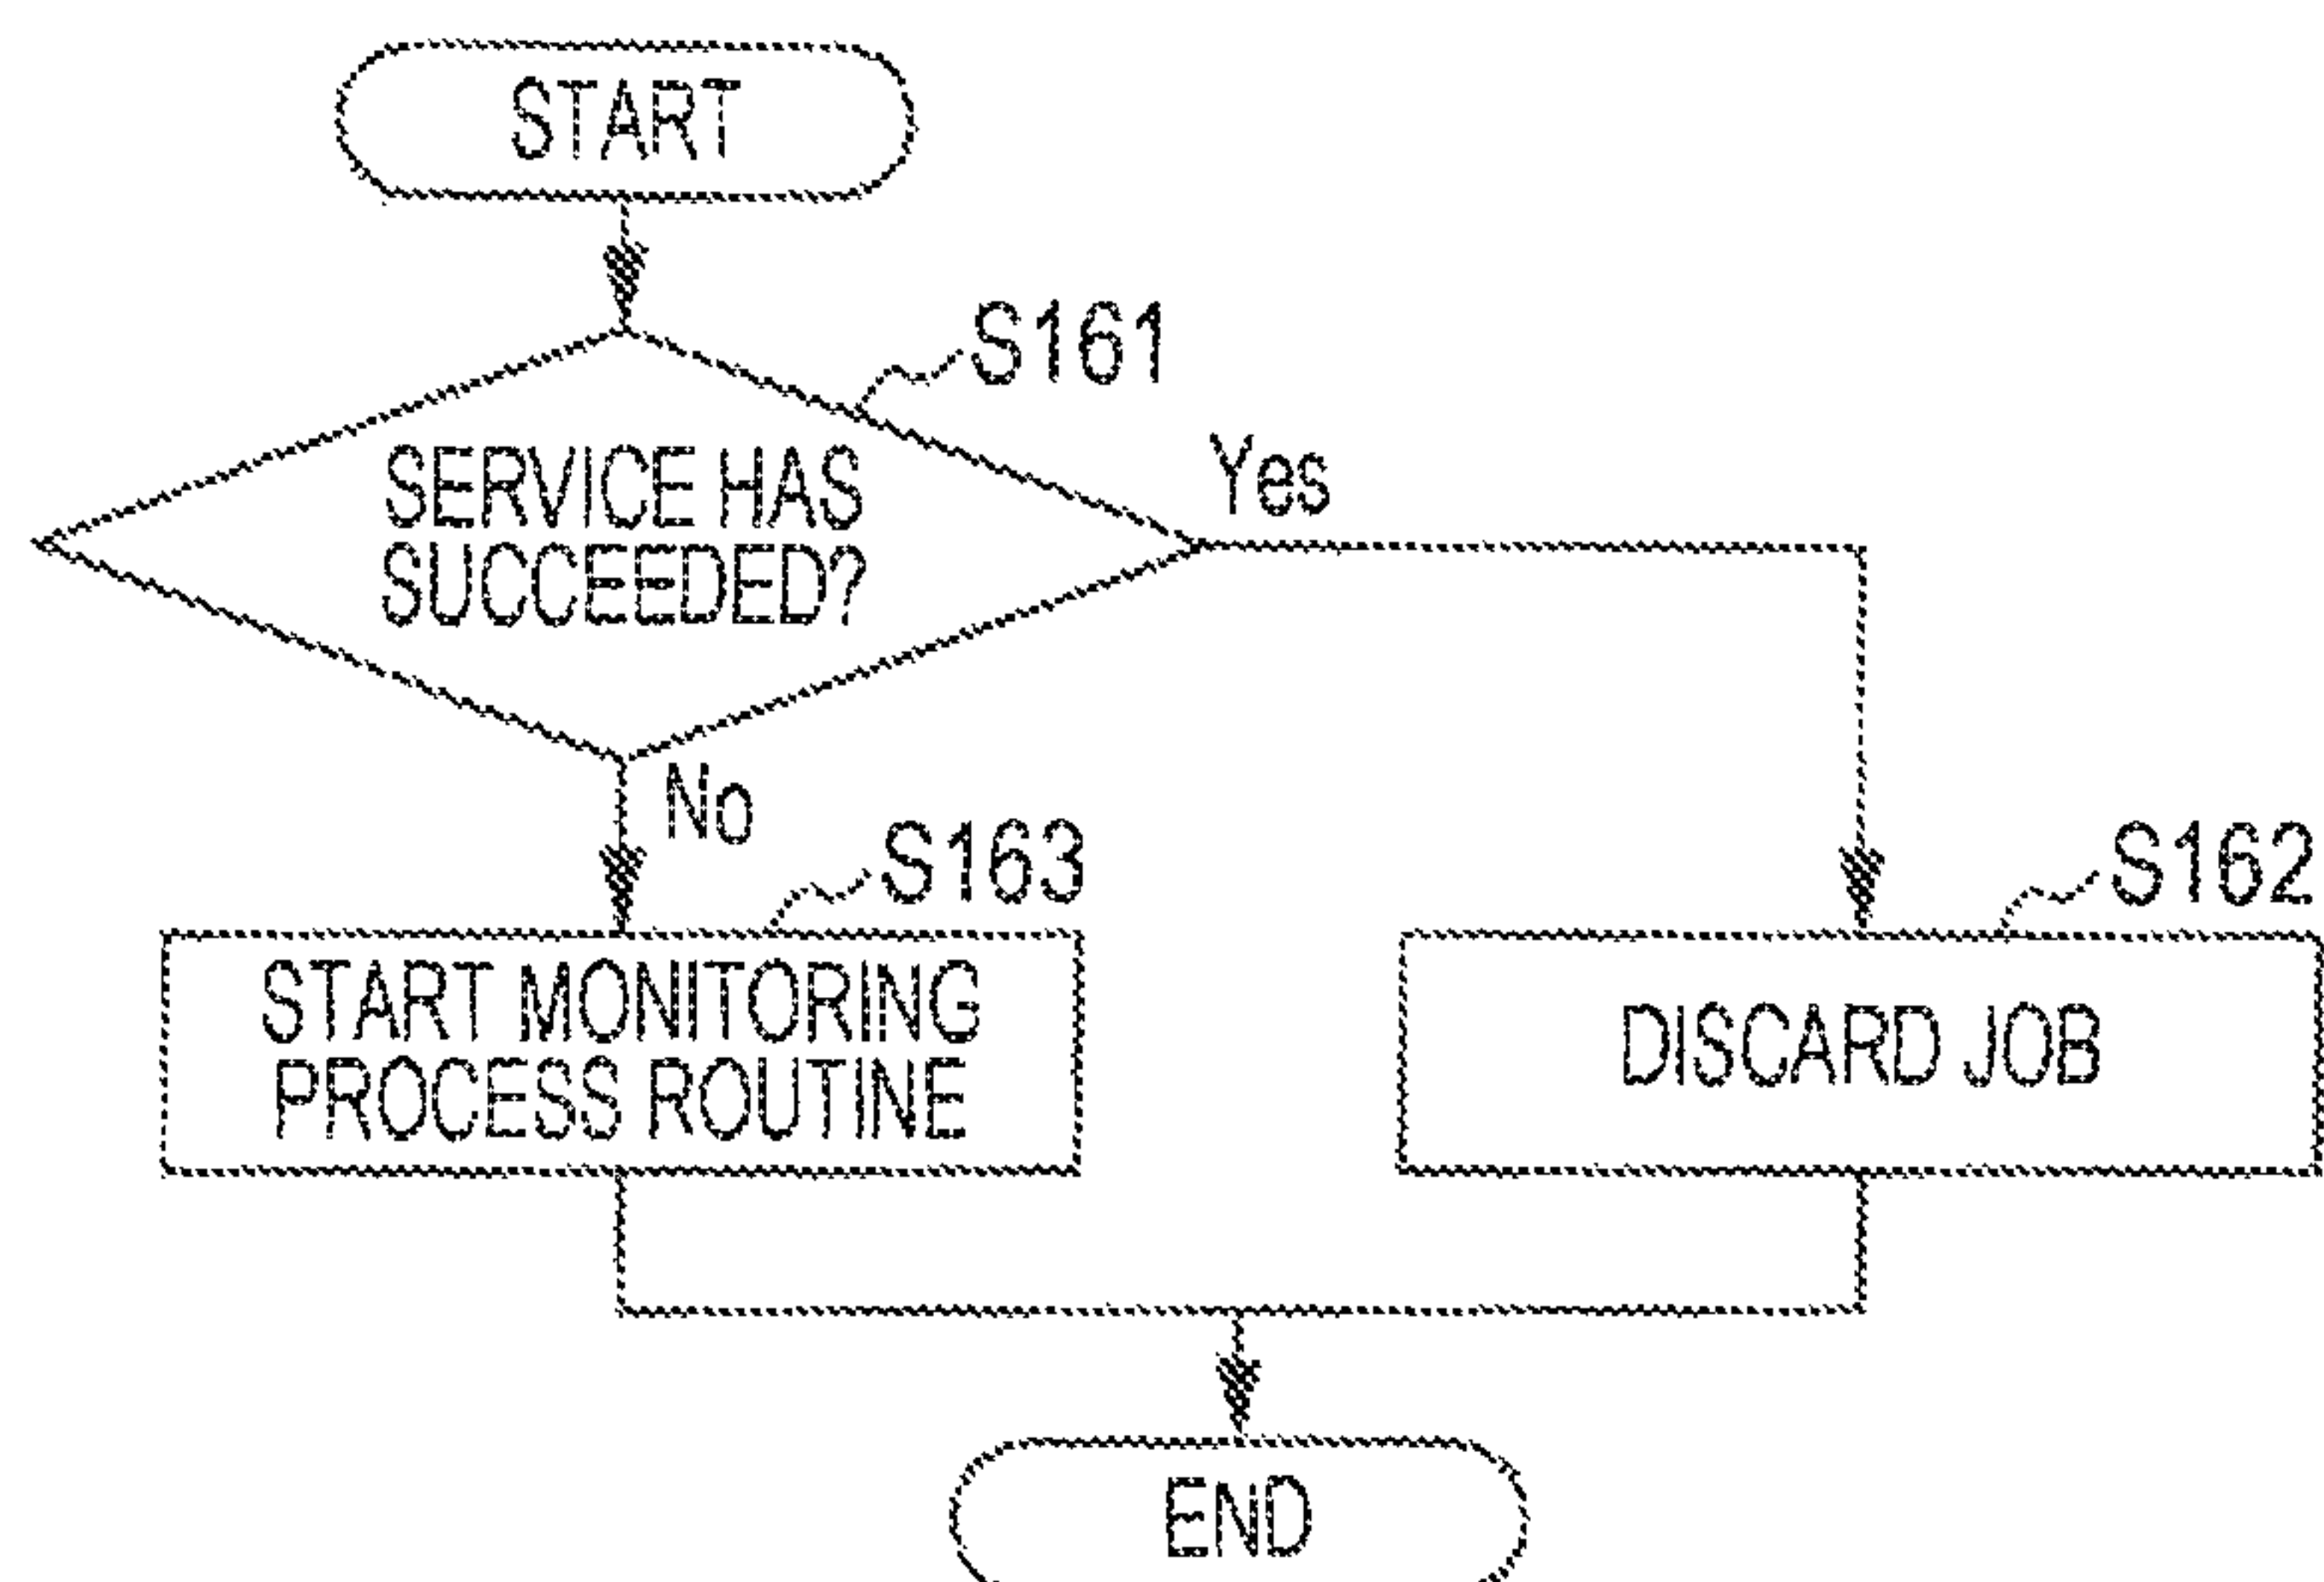 START
S161
SERVICE HAS
SUCCEEDED?
Yes
No
S163
S162
START MONITORING
PROCESS ROUTINE
DISCARD JOB
END